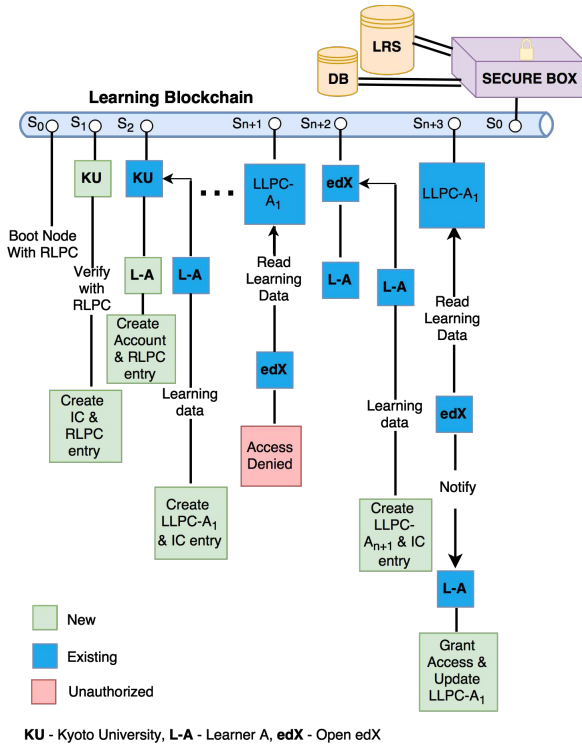 LRS
DB
SECURE BOX
Learning Blockchain
S0
S1
S2
Sn+1
Sn+2
Sn+3
S0
KU
KU
...
LLPC-
A1
edX
LLPC-A1
Boot Node
With RLPC
Verify
with
RLPC
L-A
L-A
Read
Learning
Data
L-A
L-A
Read
Learning
Data
Create
Account
& RLPC
entry
edX
Create
IC &
RLPC
entry
Learning
data
Access
Denied
Learning
data
edX
Notify
Create
LLPC-A1
& IC entry
Create
LLPC-
An+1 & IC
entry
L-A
Grant
Access &
Update
LLPC-A1
New
Existing
Unauthorized
KU - Kyoto University, L-A - Learner A, edX - Open edX